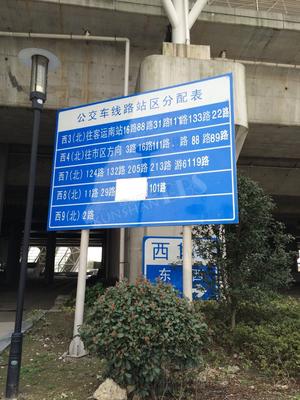 公交车线路站区分配表
西3(北)往客运南站16路88路31路11路133路22路
西4(北)往市区方向 3路16路111路、 路 88路89路
西7(北) 124路 132路 205路 213路 游6119路
西8(北) 11路 29路 101路
西9(北) 2路
西
东